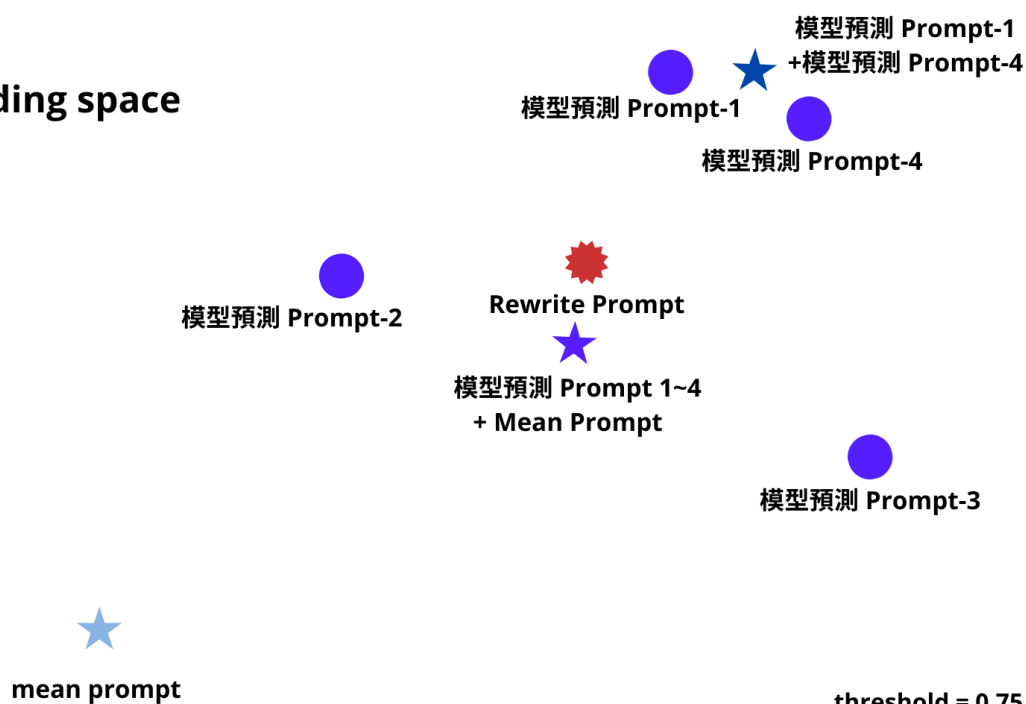 模型預測 Prompt-1
+模型預測 Prompt-4
ding space
模型預測 Prompt-1
模型預測 Prompt-4
Rewrite Prompt
模型預測 Prompt-2
模型預測 Prompt 1~4
+ Mean Prompt
模型預測 Prompt-3
mean prompt
threshold = 0.75